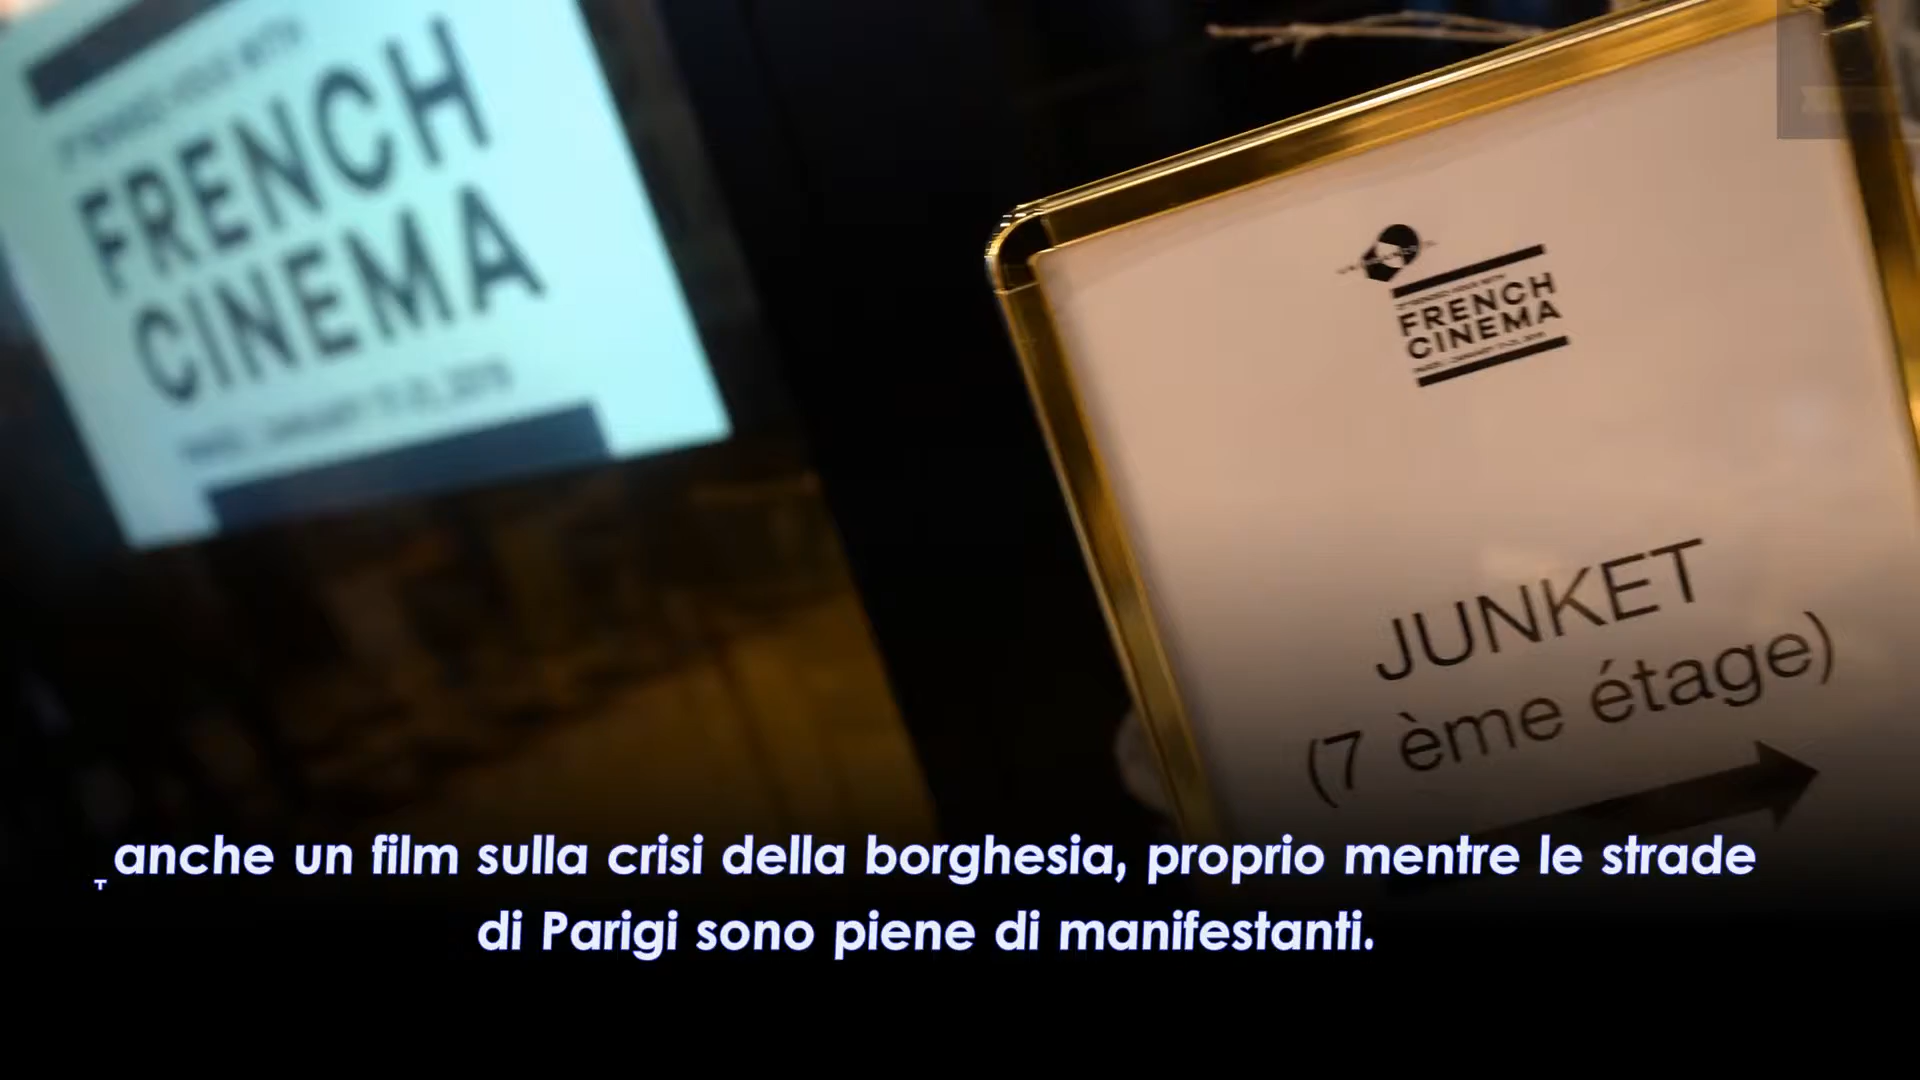 FRENCH
CINEMA
FRENCH
CINEMA
JUNKET
(7 ème étage)
anche un film sulla crisi della borghesia, proprio mentre le strade
di Parigi sono piene di manifestanti.